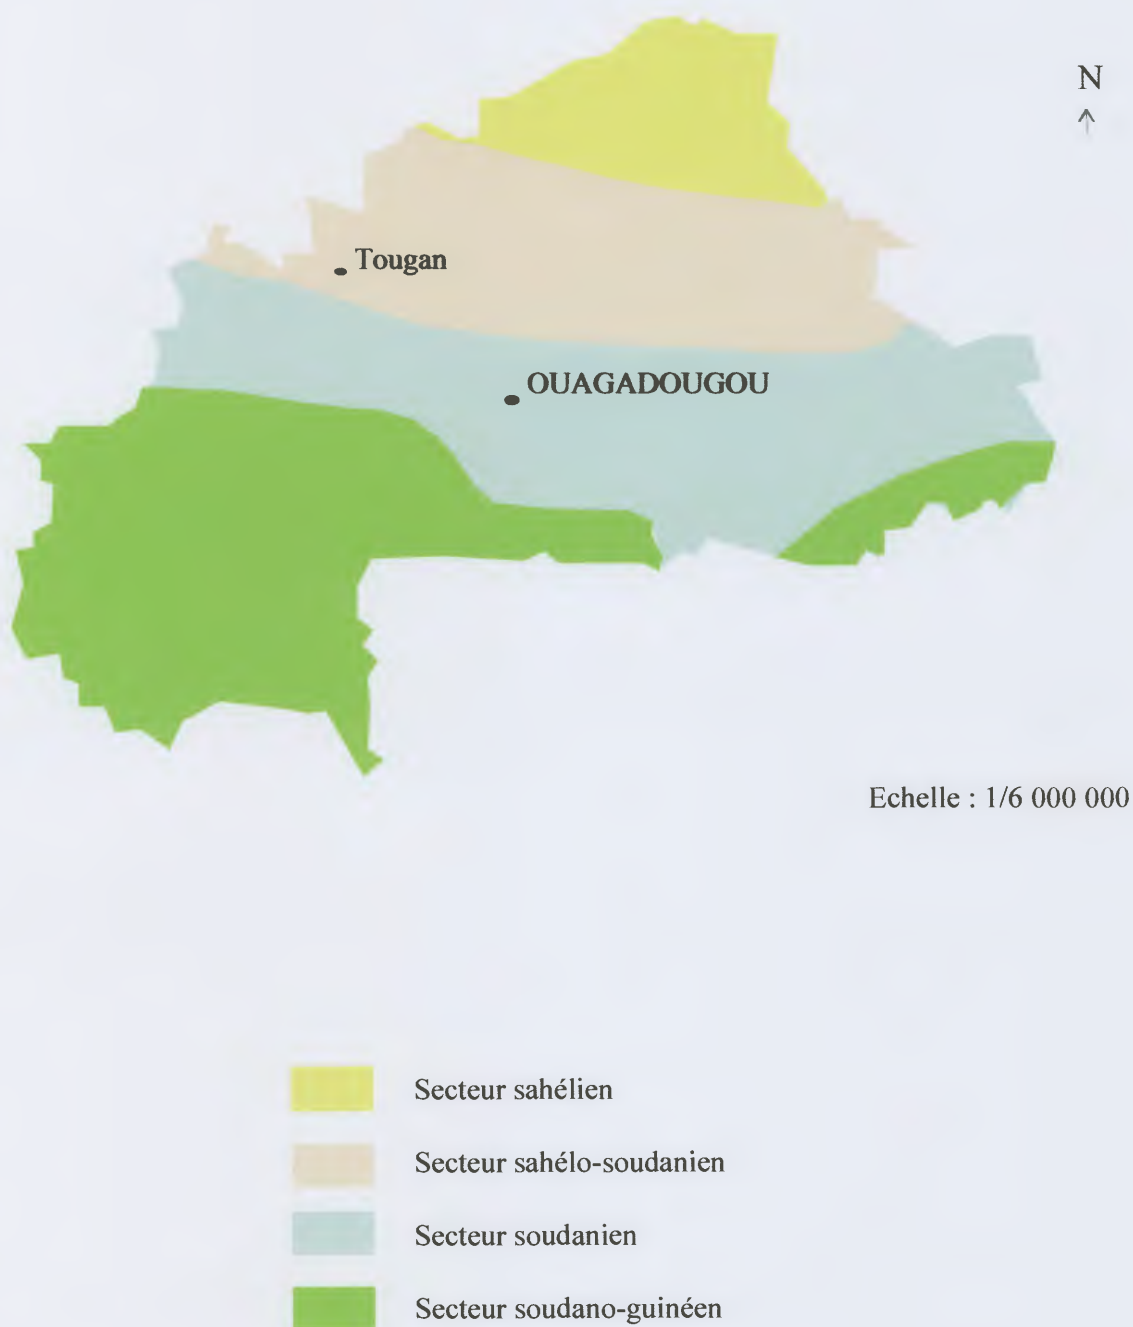 N
Tougan
OUAGADOUGOU
Echelle : 1/6 000 000
Secteur sahélien
Secteur sahélo-soudanien
Secteur soudanien
Secteur soudano-guinéen